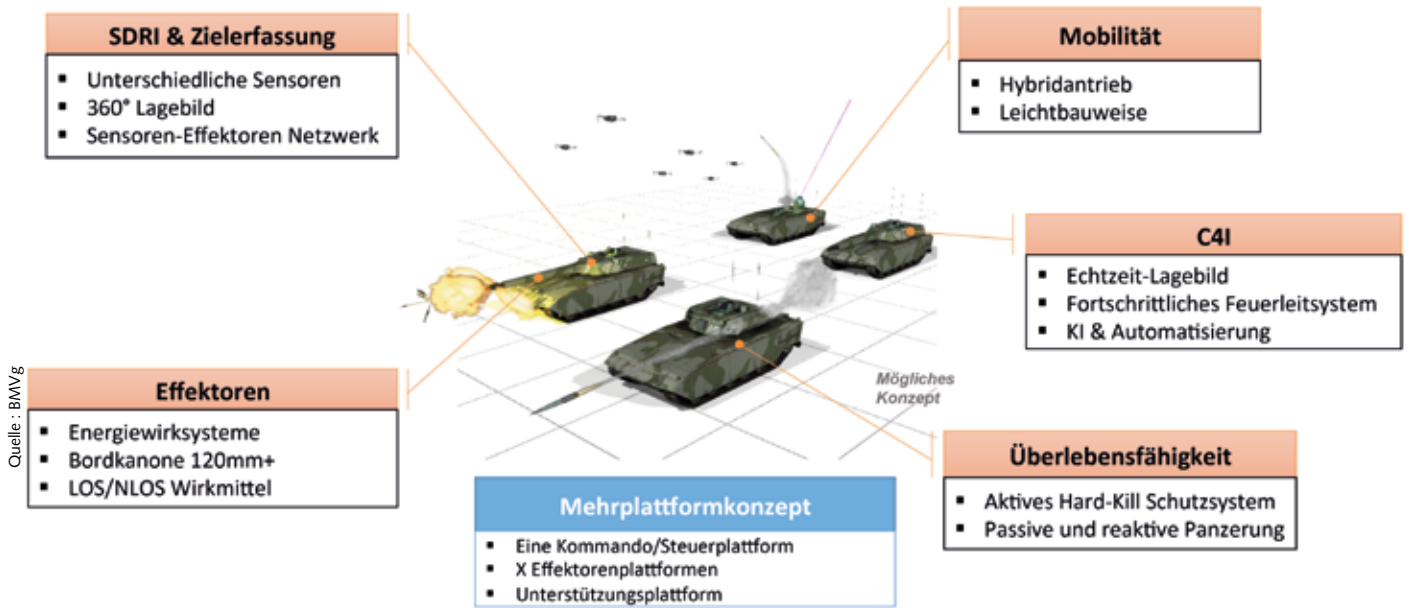 SDRI & Zielerfassung
▪ Unterschiedliche Sensoren
▪ 360° Lagebild
▪ Sensoren-Effektoren Netzwerk
Mobilität
▪ Hybridantrieb
▪ Leichtbauweise
C4I
▪ Echtzeit-Lagebild
▪ Fortschrittliches Feuerleitsystem
▪ KI & Automatisierung
Effektoren
▪ Energiewirksysteme
▪ Bordkanone 120mm+
▪ LOS/NLOS Wirkmittel
Mögliches
Konzept
Überlebensfähigkeit
▪ Aktives Hard-Kill Schutzsystem
▪ Passive und reaktive Panzerung
Mehrplattformkonzept
▪ Eine Kommando/Steuerplattform
▪ X Effektorenplattformen
▪ Unterstützungsplattform
Quelle : BMVg